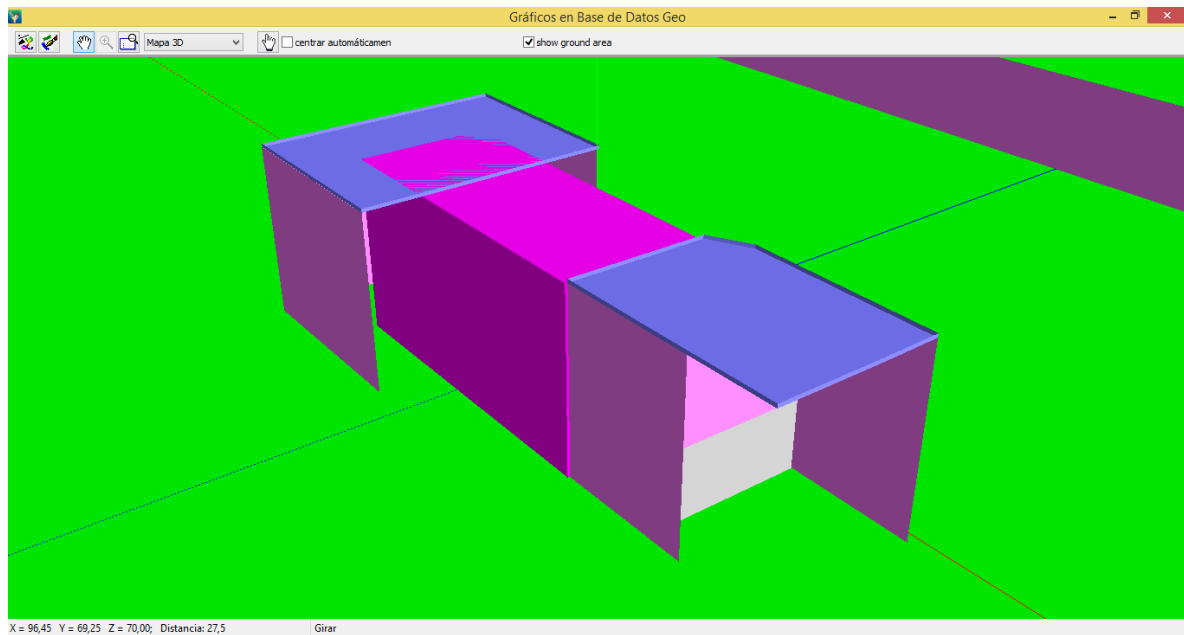 Gráficos en Base de Datos Geo
Mapa 3D centrar automáticamen show ground area
X = 96,45 Y = 69,25 Z = 70,00; Distancia: 27,5 Girar